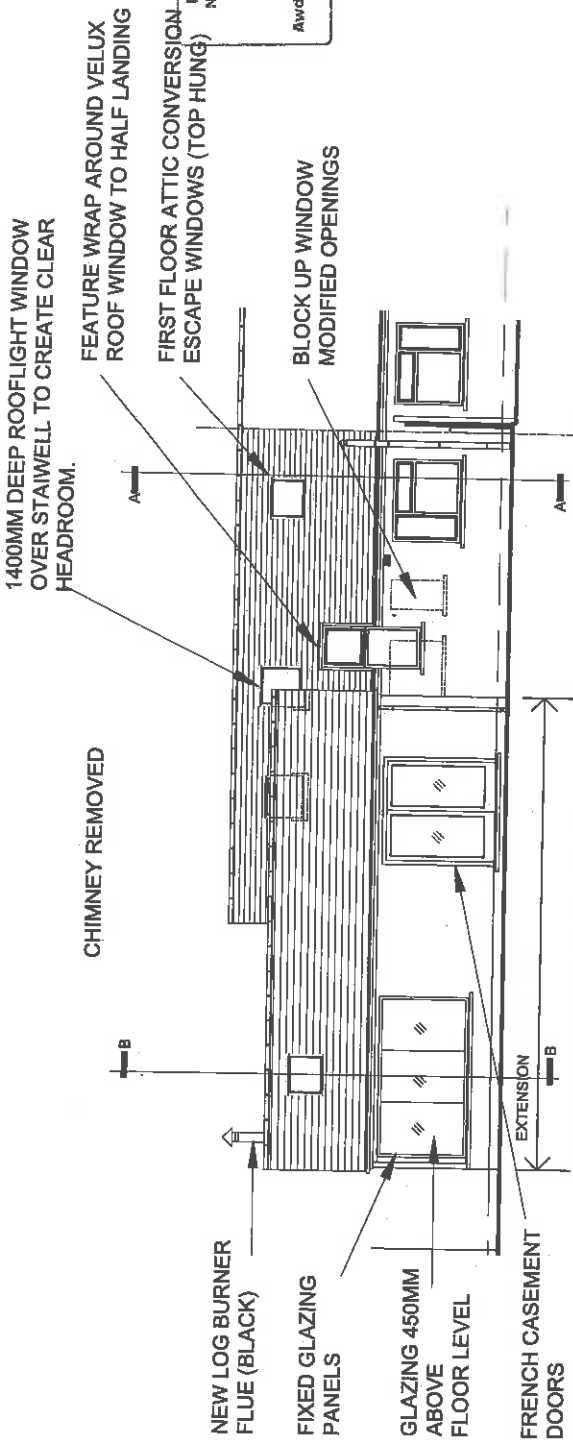 1400MM DEEP ROOFLIGHT WINDOW
OVER STAIWELL TO CREATE CLEAR
HEADROOM.
FEATURE WRAP AROUND VELUX
ROOF WINDOW TO HALF LANDING
FIRST FLOOR ATTIC CONVERSION
ESCAPE WINDOWS (TOP HUNG)
BLOCK UP WINDOW
MODIFIED OPENINGS
CHIMNEY REMOVED
A
A
B
B
EXTENSION
NEW LOG BURNER
FLUE (BLACK)
FIXED GLAZING
PANELS
GLAZING 450MM
ABOVE
FLOOR LEVEL
FRENCH CASEMENT
DOORS
N
Awd